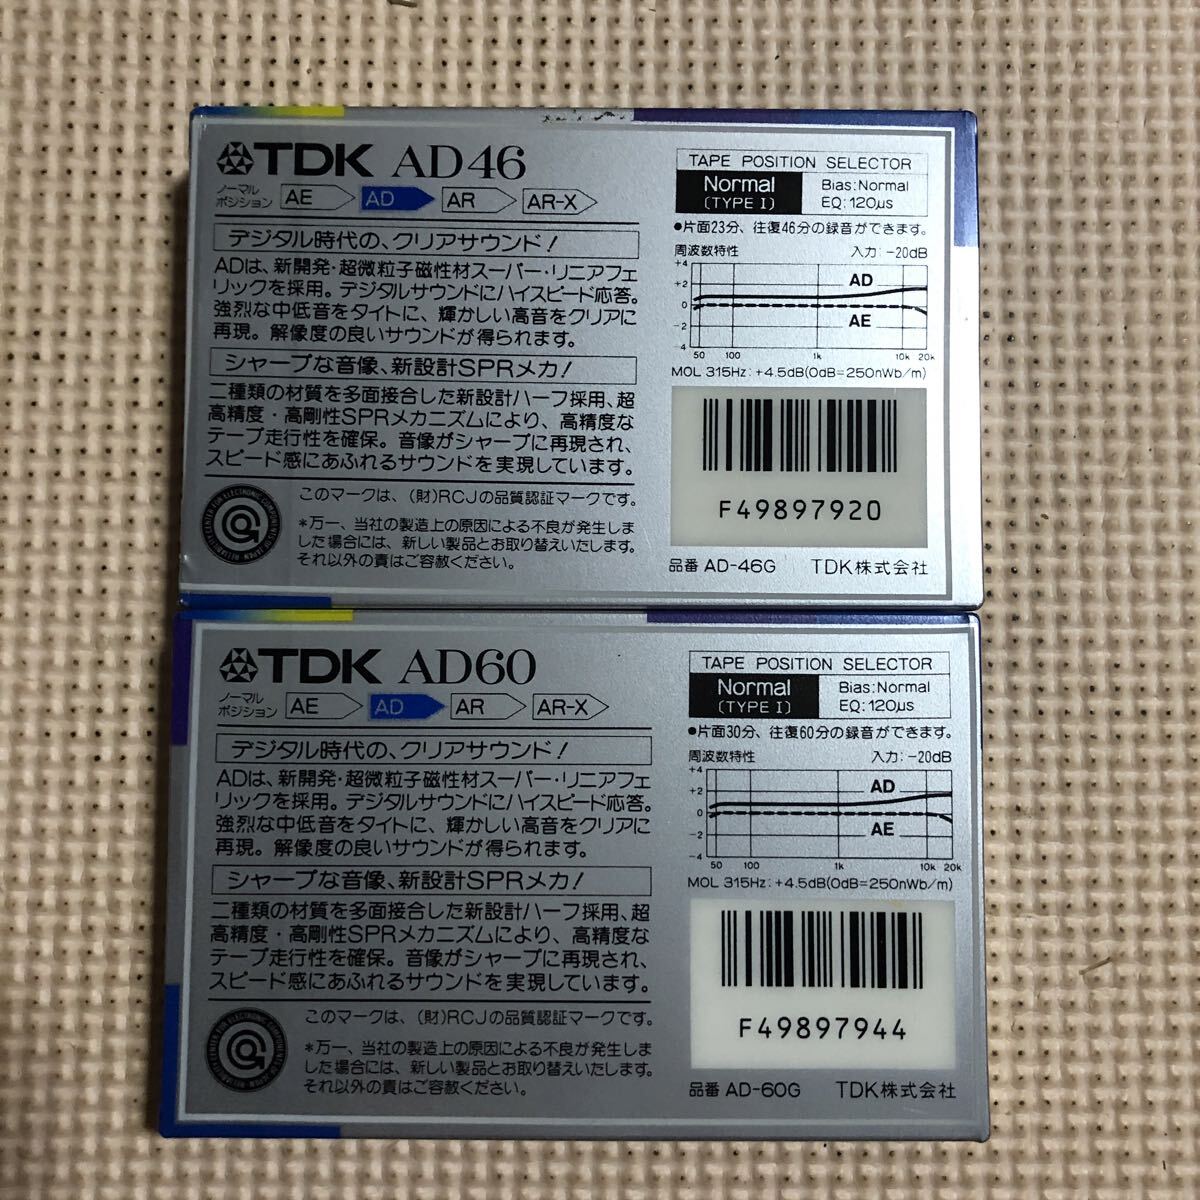 TDK AD46
ノーマル
ポジション AE AD AR AR-X
デジタル時代の、クリアサウンド!
ADは、新開発・超微粒子磁性材スーパー・リニアフェ
リックを採用。デジタルサウンドにハイスピード応答。
強烈な中低音をタイトに、輝かしい高音をクリアに
再現。解像度の良いサウンドが得られます。
シャープな音像、新設計SPRメカ!
二種類の材質を多面接合した新設計ハーフ採用、超
高精度・高剛性SPRメカニズムにより、高精度な
テープ走行性を確保。音像がシャープに再現され、
スピード感にあふれるサウンドを実現しています。
このマークは、(財)RCJの品質認証マークです。
*万一、当社の製造上の原因による不良が発生しま
した場合には、新しい製品とお取り替えいたします。
それ以外の責はご容赦ください。
TAPE POSITION SELECTOR
Normal
(TYPE I)
Bias:Normal
EQ:120μs
●片面23分、往復46分の録音ができます。
周波数特性 入力:-20dB
+4
+2
0
-2
-4
AD
AE
50 100 1k 10k 20k
MOL 315Hz:+4.5dB(0dB=250nWb/m)
F49897920
品番 AD-46G TDK株式会社
TDK AD60
ノーマル
ポジション AE AD AR AR-X
デジタル時代の、クリアサウンド!
ADは、新開発・超微粒子磁性材スーパー・リニアフェ
リックを採用。デジタルサウンドにハイスピード応答。
強烈な中低音をタイトに、輝かしい高音をクリアに
再現。解像度の良いサウンドが得られます。
シャープな音像、新設計SPRメカ!
二種類の材質を多面接合した新設計ハーフ採用、超
高精度・高剛性SPRメカニズムにより、高精度な
テープ走行性を確保。音像がシャープに再現され、
スピード感にあふれるサウンドを実現しています。
このマークは、(財)RCJの品質認証マークです。
*万一、当社の製造上の原因による不良が発生しま
した場合には、新しい製品とお取り替えいたします。
それ以外の責はご容赦ください。
TAPE POSITION SELECTOR
Normal
(TYPE I)
Bias:Normal
EQ:120μs
●片面30分、往復60分の録音ができます。
周波数特性 入力:-20dB
+4
+2
0
-2
-4
AD
AE
50 100 1k 10k 20k
MOL 315Hz:+4.5dB(0dB=250nWb/m)
F49897944
品番 AD-60G TDK株式会社